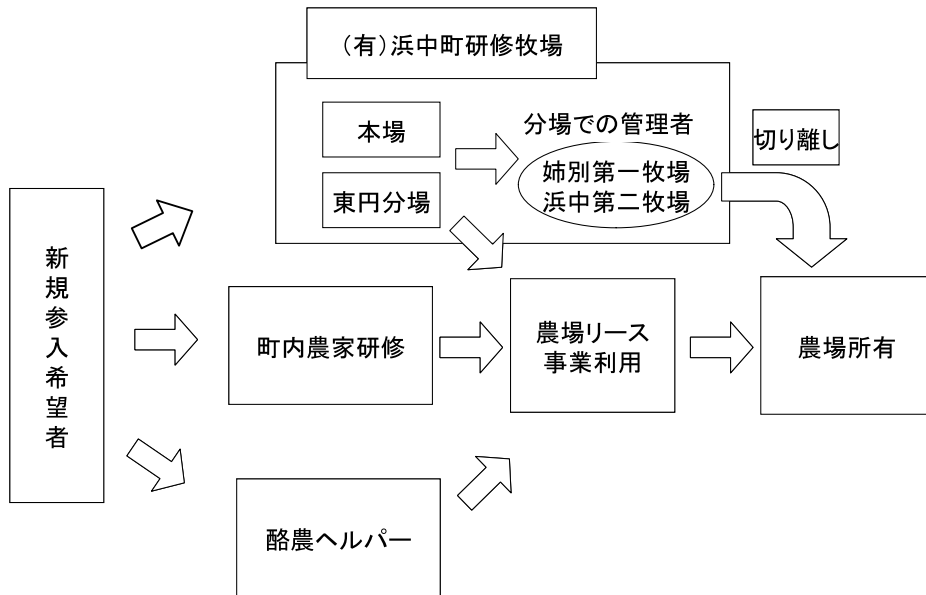 (有)浜中町研修牧場
本場
東円分場
分場での管理者
姉別第一牧場
浜中第二牧場
切り離し
新規参入希望者
町内農家研修
農場リース
事業利用
農場所有
酪農ヘルパー